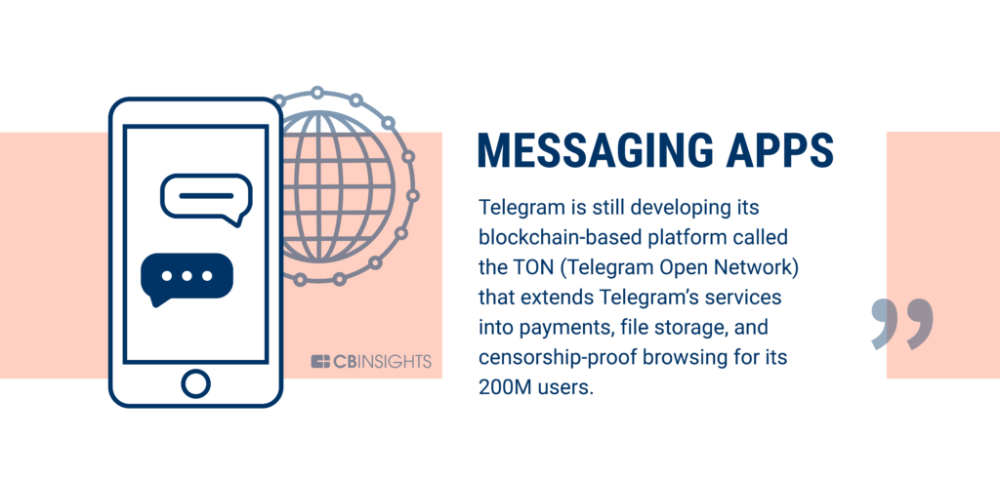 MESSAGING APPS
Telegram is still developing its
blockchain-based platform called
the TON (Telegram Open Network)
that extends Telegram’s services
into payments, file storage, and
censorship-proof browsing for its
200M users.
”
CBINSIGHTS